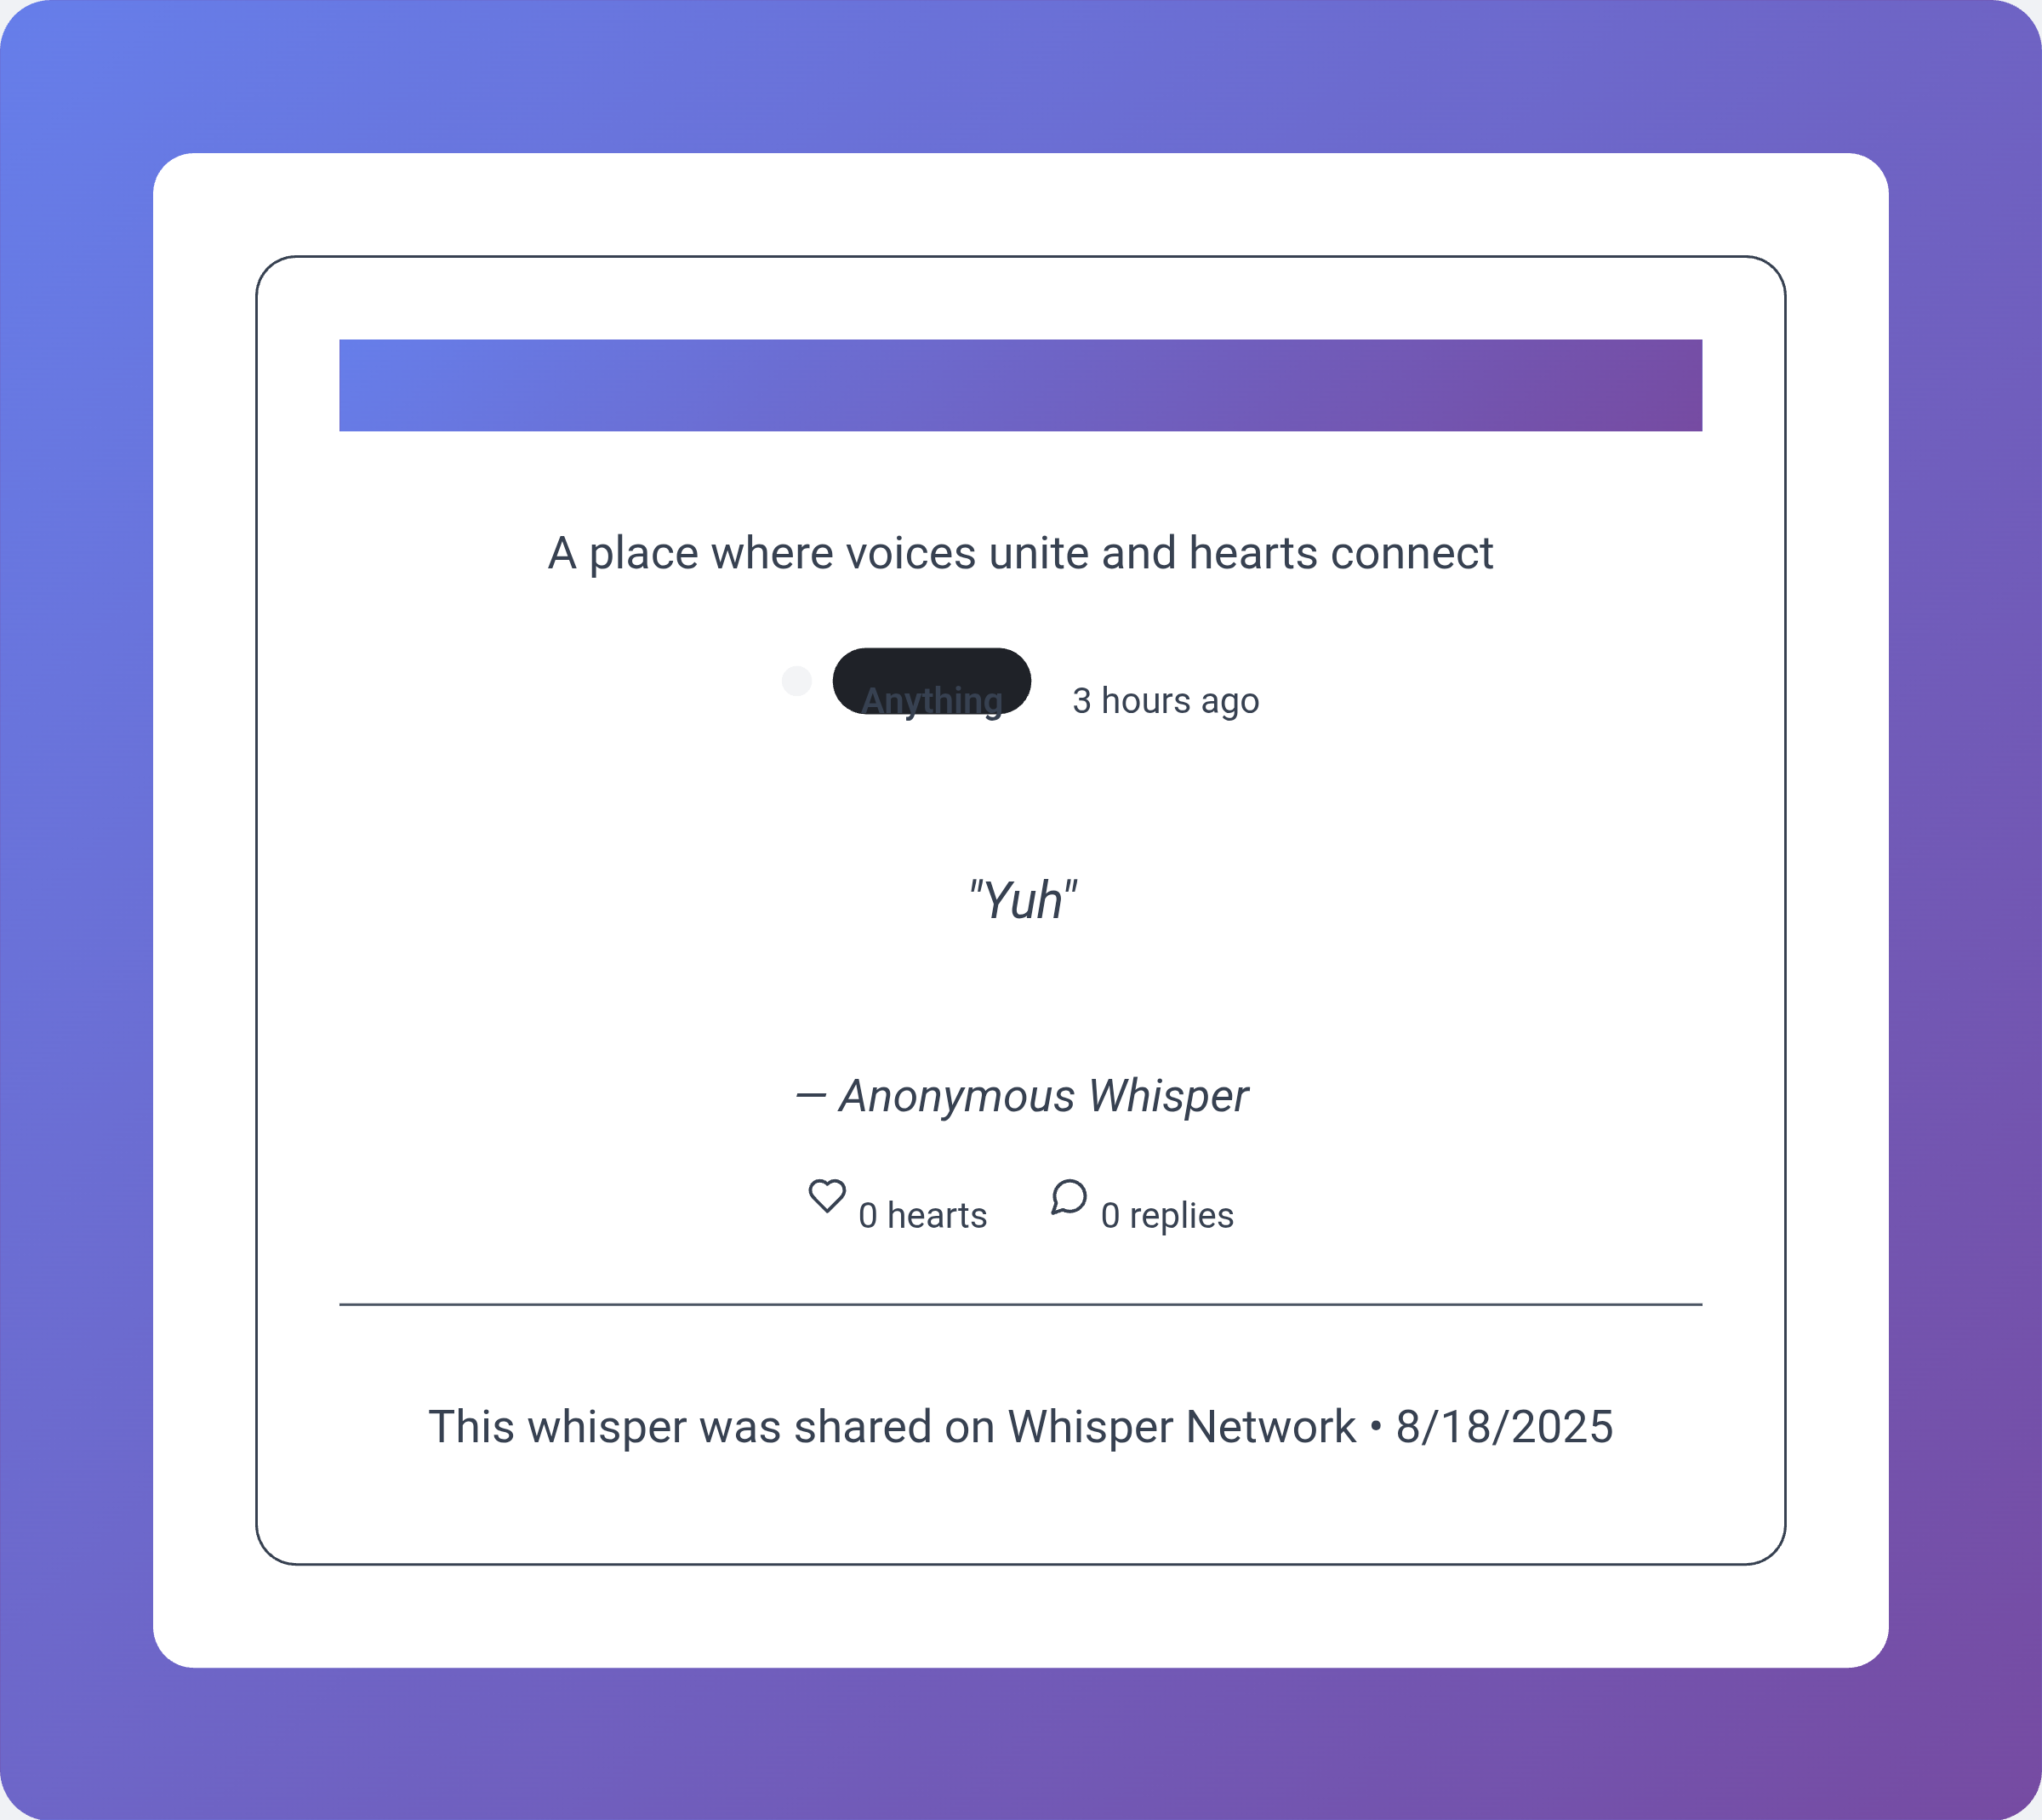 A place where voices unite and hearts connect
Anything 3 hours ago
"Yuh"
— Anonymous Whisper
0 hearts 0 replies
This whisper was shared on Whisper Network • 8/18/2025